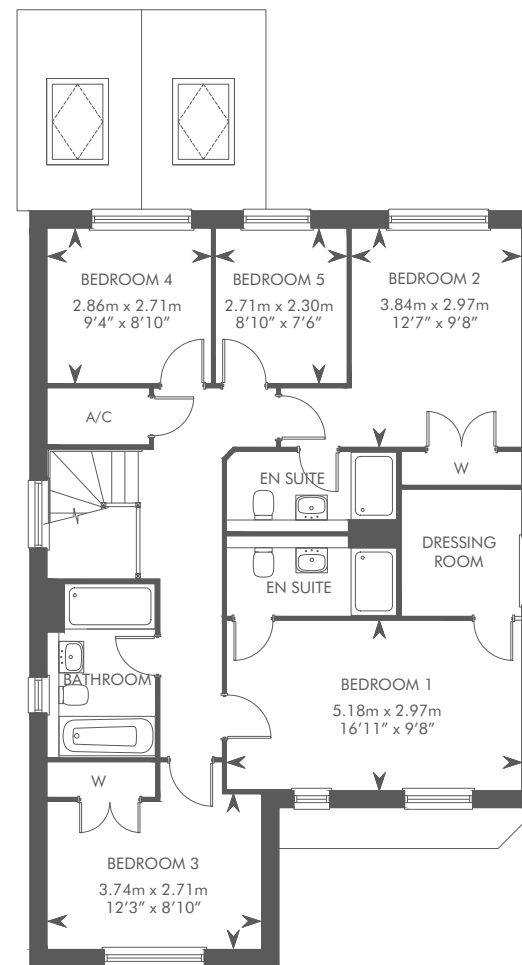 BEDROOM 4
2.86m x 2.71m
9’4” x 8’10”
BEDROOM 5
2.71m x 2.30m
8’10” x 7’6”
BEDROOM 2
3.84m x 2.97m
12’7” x 9’8”
A/C
W
EN SUITE
DRESSING
ROOM
EN SUITE
BATHROOM
BEDROOM 1
5.18m x 2.97m
16’11” x 9’8”
W
BEDROOM 3
3.74m x 2.71m
12’3” x 8’10”